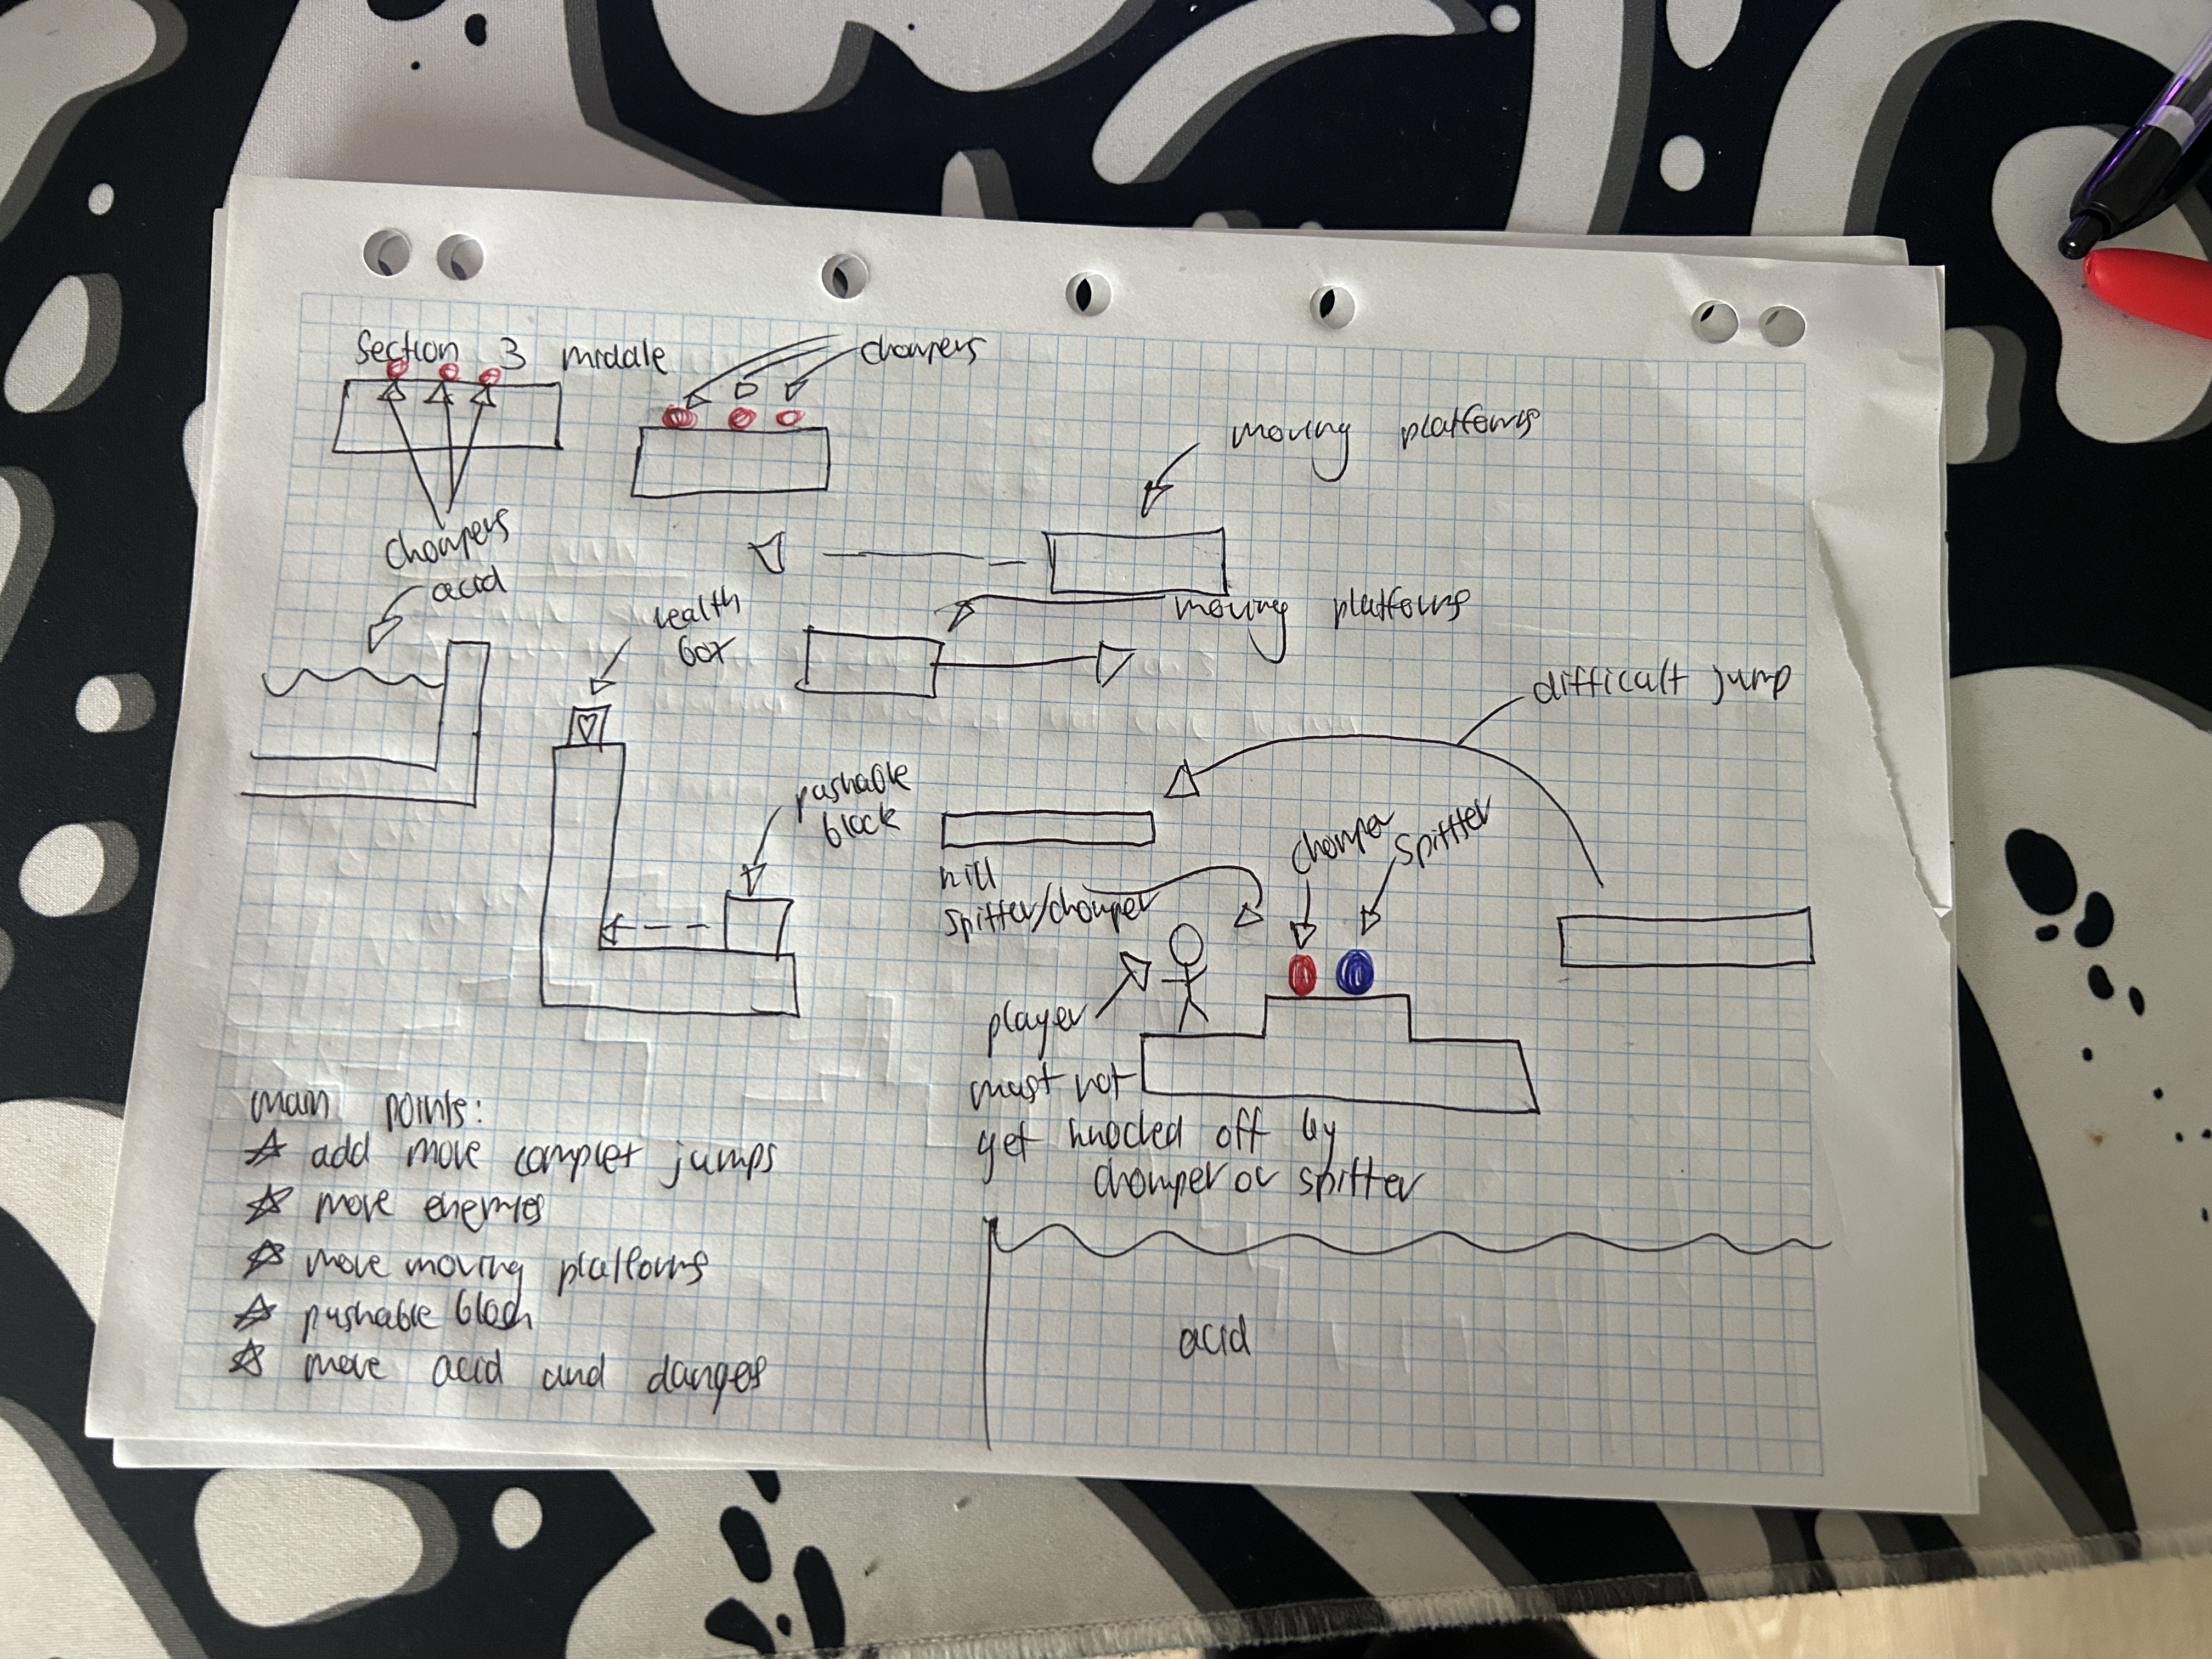 Section 3 middle
chompers
chompers
acid
health
box
moving platforms
moving platforms
pushable
block
difficult jump
chomper
spitter
kill
spitter/chomper
player
must not
get knocked off by
chomper or spitter
acid
main points:
add more complex jumps
more enemies
more moving platforms
pushable block
more acid and danger